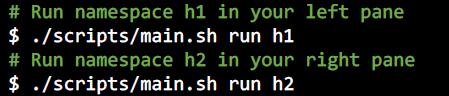 # Run namespace h1 in your left pane
$ ./scripts/main.sh run h1
# Run namespace h2 in your right pane
$ ./scripts/main.sh run h2